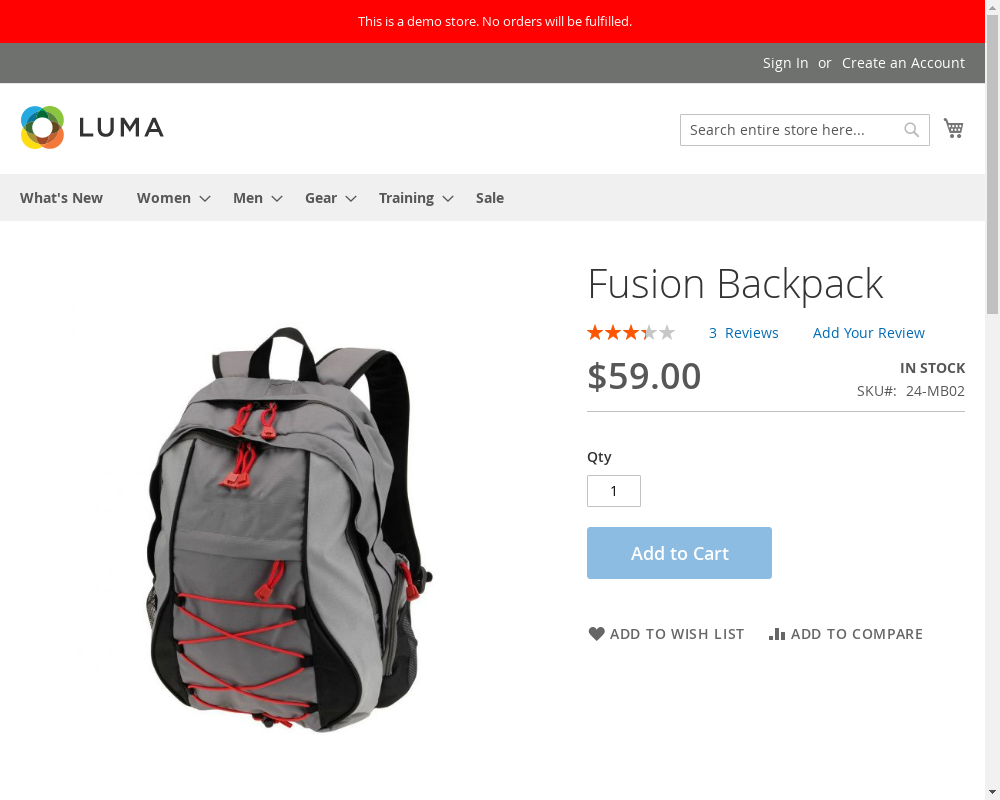 This is a demo store. No orders will be fulfilled.
Sign In or Create an Account
LUMA
Search entire store here...
What's New Women Men Gear Training Sale
Fusion Backpack
3 Reviews Add Your Review
$59.00
IN STOCK
SKU#: 24-MB02
Qty
1
Add to Cart
ADD TO WISH LIST ADD TO COMPARE